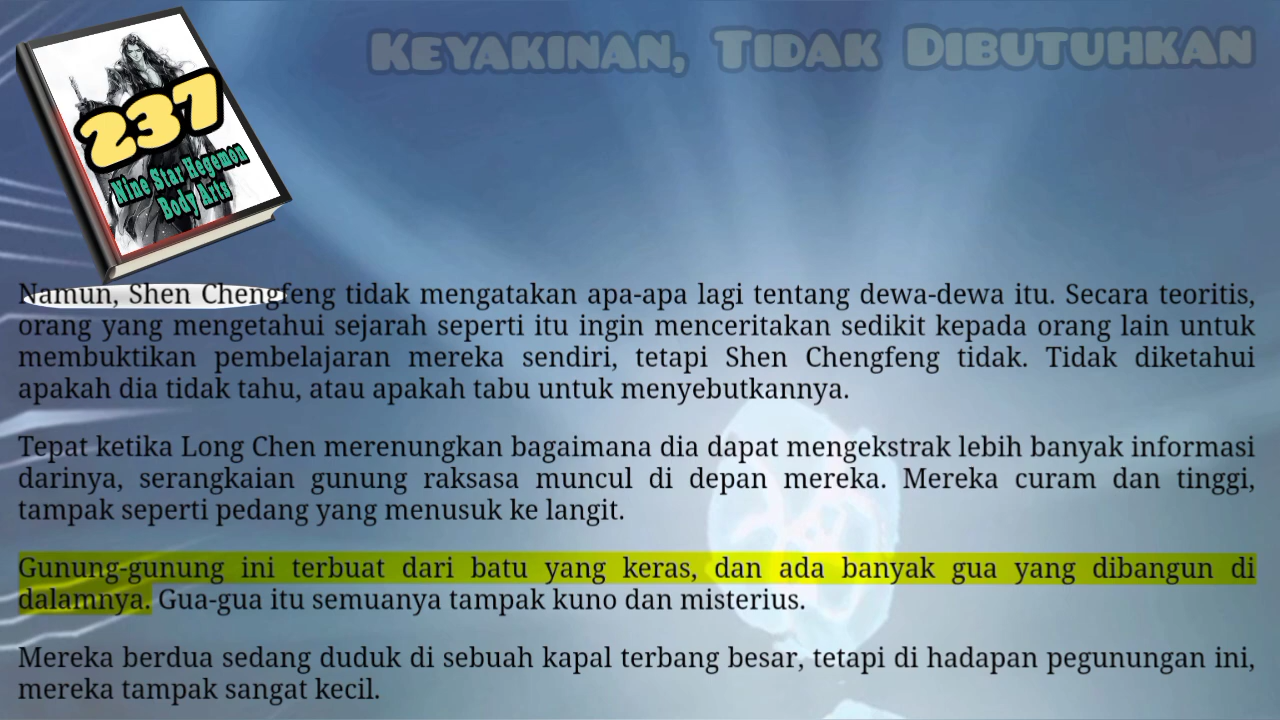 Keyakinan, Tidak Dibutuhkan
237
Nine Star Hegemon
Body Arts
Namun, Shen Chengfeng tidak mengatakan apa-apa lagi tentang dewa-dewa itu. Secara teoritis,
orang yang mengetahui sejarah seperti itu ingin menceritakan sedikit kepada orang lain untuk
membuktikan pembelajaran mereka sendiri, tetapi Shen Chengfeng tidak. Tidak diketahui
apakah dia tidak tahu, atau apakah tabu untuk menyebutkannya.
Tepat ketika Long Chen merenungkan bagaimana dia dapat mengekstrak lebih banyak informasi
darinya, serangkaian gunung raksasa muncul di depan mereka. Mereka curam dan tinggi,
tampak seperti pedang yang menusuk ke langit.
Gunung-gunung ini terbuat dari batu yang keras, dan ada banyak gua yang dibangun di
dalamnya. Gua-gua itu semuanya tampak kuno dan misterius.
Mereka berdua sedang duduk di sebuah kapal terbang besar, tetapi di hadapan pegunungan ini,
mereka tampak sangat kecil.